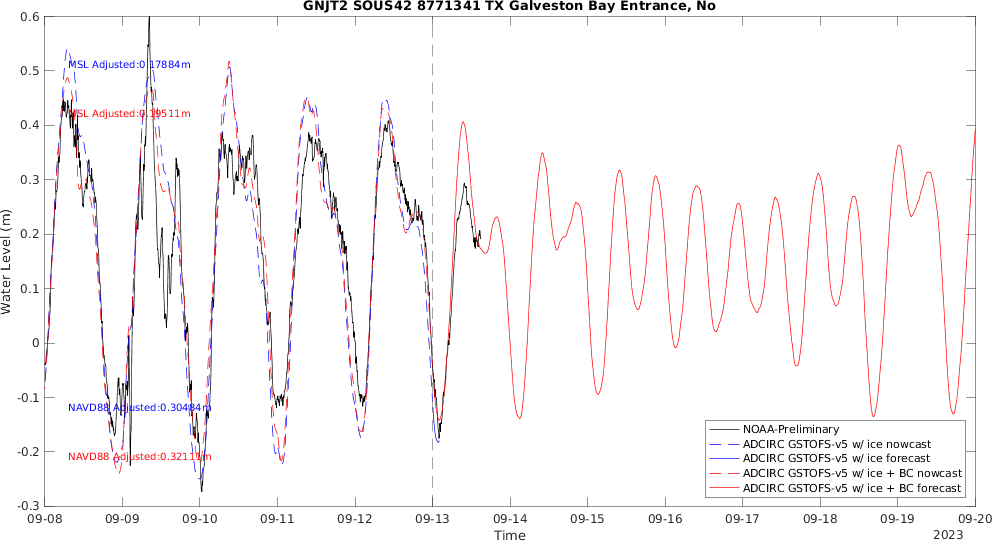 GNJT2 SOUS42 8771341 TX Galveston Bay Entrance, No
0.6
0.5
0.4
0.3
0.2
0.1
0
-0.1
-0.2
-0.3
Water Level (m)
MSL Adjusted:0.17884m
MSL Adjusted:0.19511m
NAVD88 Adjusted:0.30484m
NAVD88 Adjusted:0.32111m
NOAA-Preliminary
ADCIRC GSTOFS-v5 w/ ice nowcast
ADCIRC GSTOFS-v5 w/ ice forecast
ADCIRC GSTOFS-v5 w/ ice + BC nowcast
ADCIRC GSTOFS-v5 w/ ice + BC forecast
09-08 09-09 09-10 09-11 09-12 09-13 09-14 09-15 09-16 09-17 09-18 09-19 09-20
Time
2023